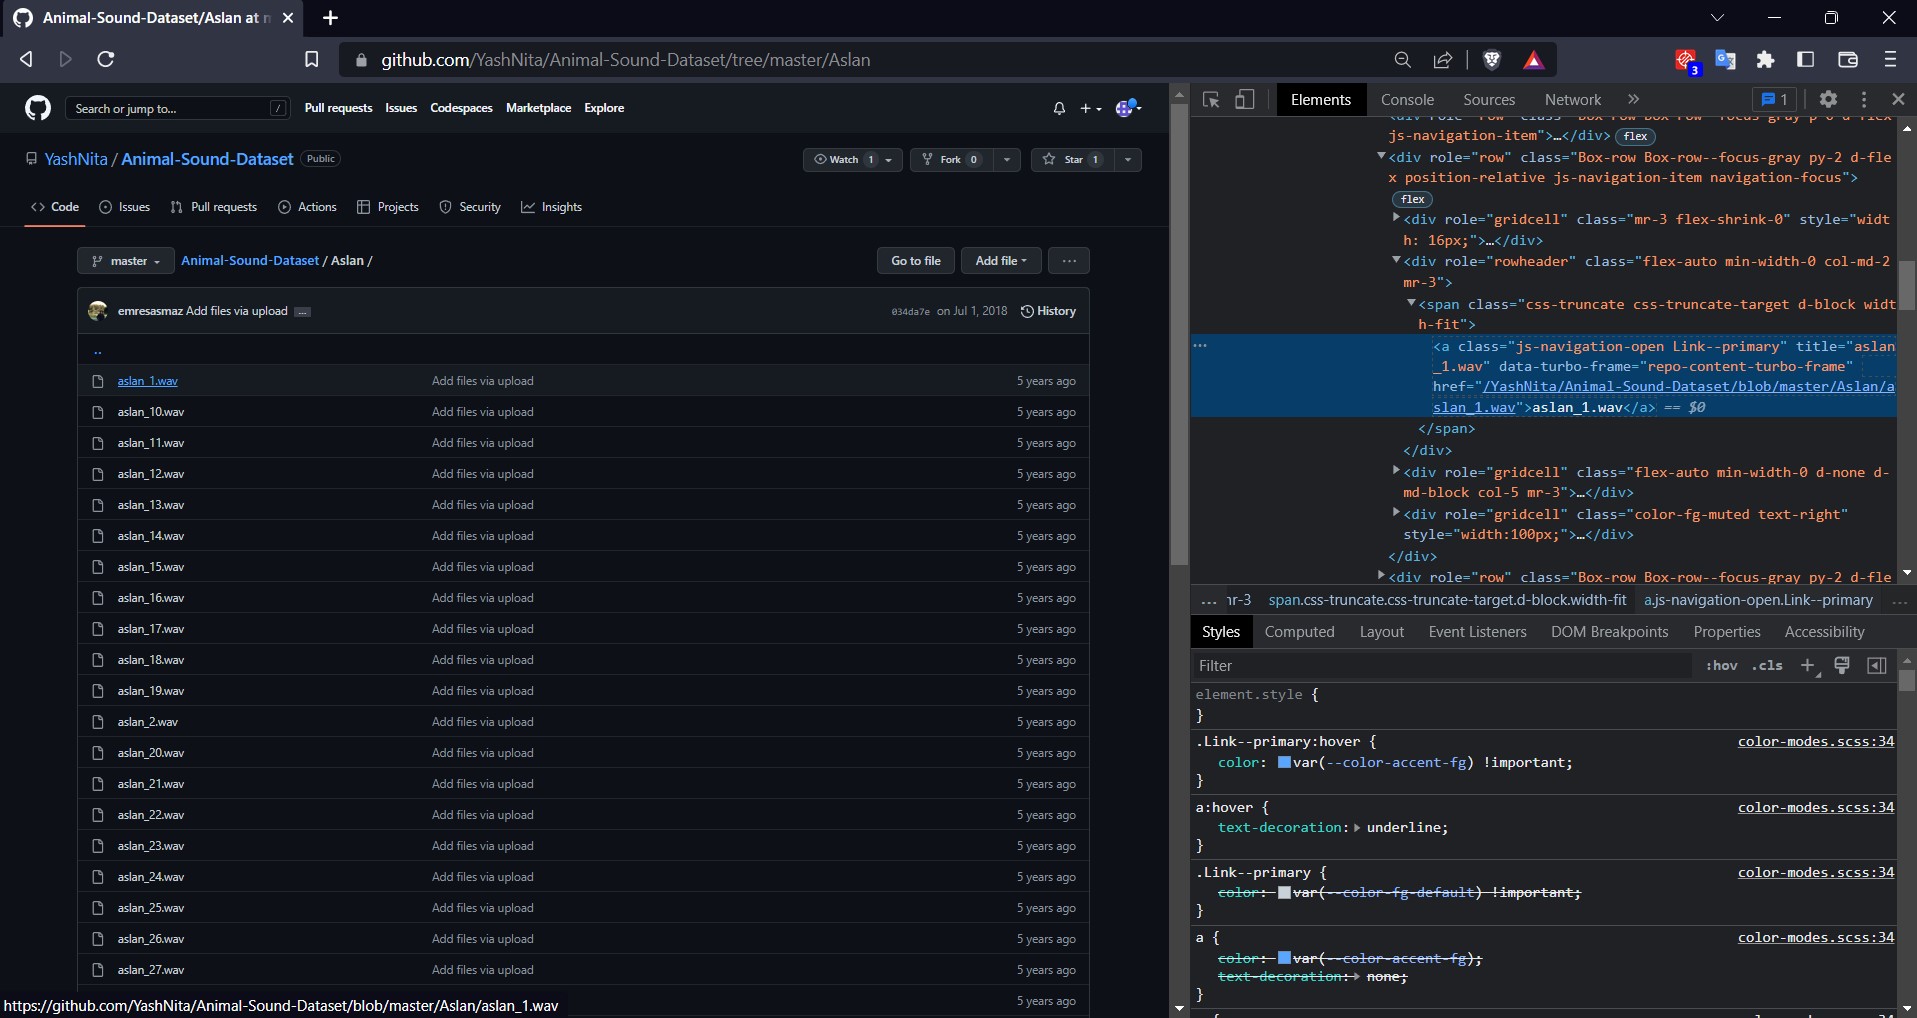 Animal-Sound-Dataset/Aslan at
github.com/YashNita/Animal-Sound-Dataset/tree/master/Aslan
3
Search or jump to...
/
Pull requests
Issues
Codespaces
Marketplace
Explore
YashNita / Animal-Sound-Dataset
Public
Watch 1
Fork 0
Star 1
Code
Issues
Pull requests
Actions
Projects
Security
Insights
master
Animal-Sound-Dataset / Aslan /
Go to file
Add file
...
emresasmaz Add files via upload ...
034da7e on Jul 1, 2018
History
..
aslan_1.wav Add files via upload 5 years ago
aslan_10.wav Add files via upload 5 years ago
aslan_11.wav Add files via upload 5 years ago
aslan_12.wav Add files via upload 5 years ago
aslan_13.wav Add files via upload 5 years ago
aslan_14.wav Add files via upload 5 years ago
aslan_15.wav Add files via upload 5 years ago
aslan_16.wav Add files via upload 5 years ago
aslan_17.wav Add files via upload 5 years ago
aslan_18.wav Add files via upload 5 years ago
aslan_19.wav Add files via upload 5 years ago
aslan_2.wav Add files via upload 5 years ago
aslan_20.wav Add files via upload 5 years ago
aslan_21.wav Add files via upload 5 years ago
aslan_22.wav Add files via upload 5 years ago
aslan_23.wav Add files via upload 5 years ago
aslan_24.wav Add files via upload 5 years ago
aslan_25.wav Add files via upload 5 years ago
aslan_26.wav Add files via upload 5 years ago
aslan_27.wav Add files via upload 5 years ago
5 years ago
https://github.com/YashNita/Animal-Sound-Dataset/blob/master/Aslan/aslan_1.wav
Elements
Console
Sources
Network
»
1
js-navigation-item">…</div> flex
<div role="row" class="Box-row Box-row--focus-gray py-2 d-fle
x position-relative js-navigation-item navigation-focus">
flex
<div role="gridcell" class="mr-3 flex-shrink-0" style="widt
h: 16px;">…</div>
<div role="rowheader" class="flex-auto min-width-0 col-md-2
mr-3">
<span class="css-truncate css-truncate-target d-block widt
h-fit">
<a class="js-navigation-open Link--primary" title="aslan
_1.wav" data-turbo-frame="repo-content-turbo-frame"
href="/YashNita/Animal-Sound-Dataset/blob/master/Aslan/a
slan_1.wav">aslan_1.wav</a> == $0
</span>
</div>
<div role="gridcell" class="flex-auto min-width-0 d-none d-
md-block col-5 mr-3">…</div>
<div role="gridcell" class="color-fg-muted text-right"
style="width:100px;">…</div>
</div>
<div role="row" class="Box-row Box-row--focus-gray py-2 d-fle
... nr-3 span.css-truncate.css-truncate-target.d-block.width-fit a.js-navigation-open.Link--primary ...
Styles
Computed
Layout
Event Listeners
DOM Breakpoints
Properties
Accessibility
Filter
:hov .cls
element.style {
}
.Link--primary:hover { color-modes.scss:34
color: var(--color-accent-fg) !important;
}
a:hover { color-modes.scss:34
text-decoration: underline;
}
.Link--primary { color-modes.scss:34
color: var(--color-fg-default) !important;
}
a { color-modes.scss:34
color: var(--color-accent-fg);
text-decoration: none;
}